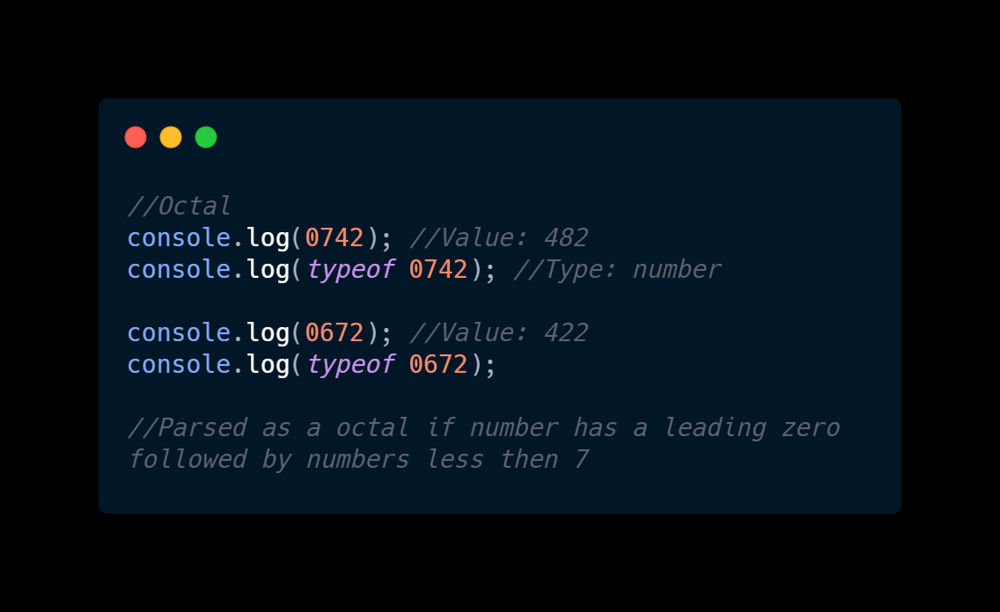 //Octal
console.log(0742); //Value: 482
console.log(typeof 0742); //Type: number
console.log(0672); //Value: 422
console.log(typeof 0672);
//Parsed as a octal if number has a leading zero
followed by numbers less then 7